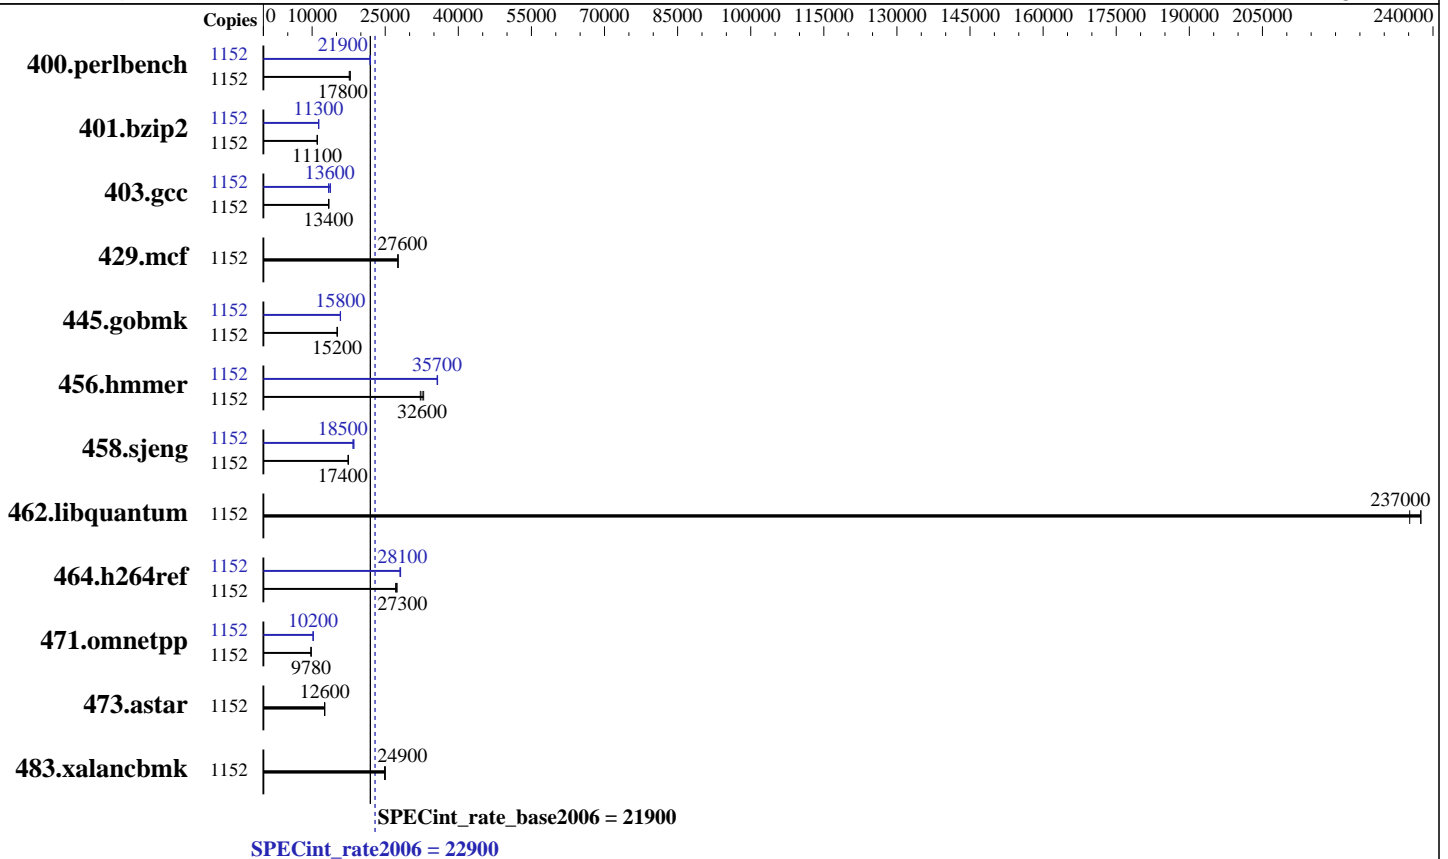 Copies 0 10000 25000 40000 55000 70000 85000 100000 115000 130000 145000 160000 175000 190000 205000 240000
400.perlbench 1152 21900
1152 17800
401.bzip2 1152 11300
1152 11100
403.gcc 1152 13600
1152 13400
429.mcf 1152 27600
445.gobmk 1152 15800
1152 15200
456.hmmer 1152 35700
1152 32600
458.sjeng 1152 18500
1152 17400
462.libquantum 1152 237000
464.h264ref 1152 28100
1152 27300
471.omnetpp 1152 10200
1152 9780
473.astar 1152 12600
483.xalancbmk 1152 24900
SPECint_rate_base2006 = 21900
SPECint_rate2006 = 22900